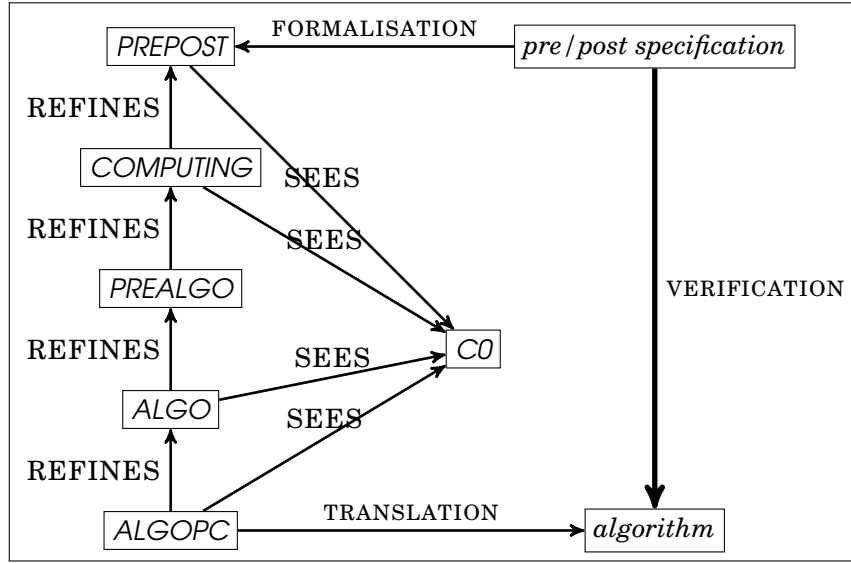 FORMALISATION
PREPOST
pre/post specification
REFINES
COMPUTING
SEES
REFINES
SEES
PREALGO
VERIFICATION
REFINES
SEES
C0
ALGO
SEES
REFINES
TRANSLATION
ALGOPC
algorithm